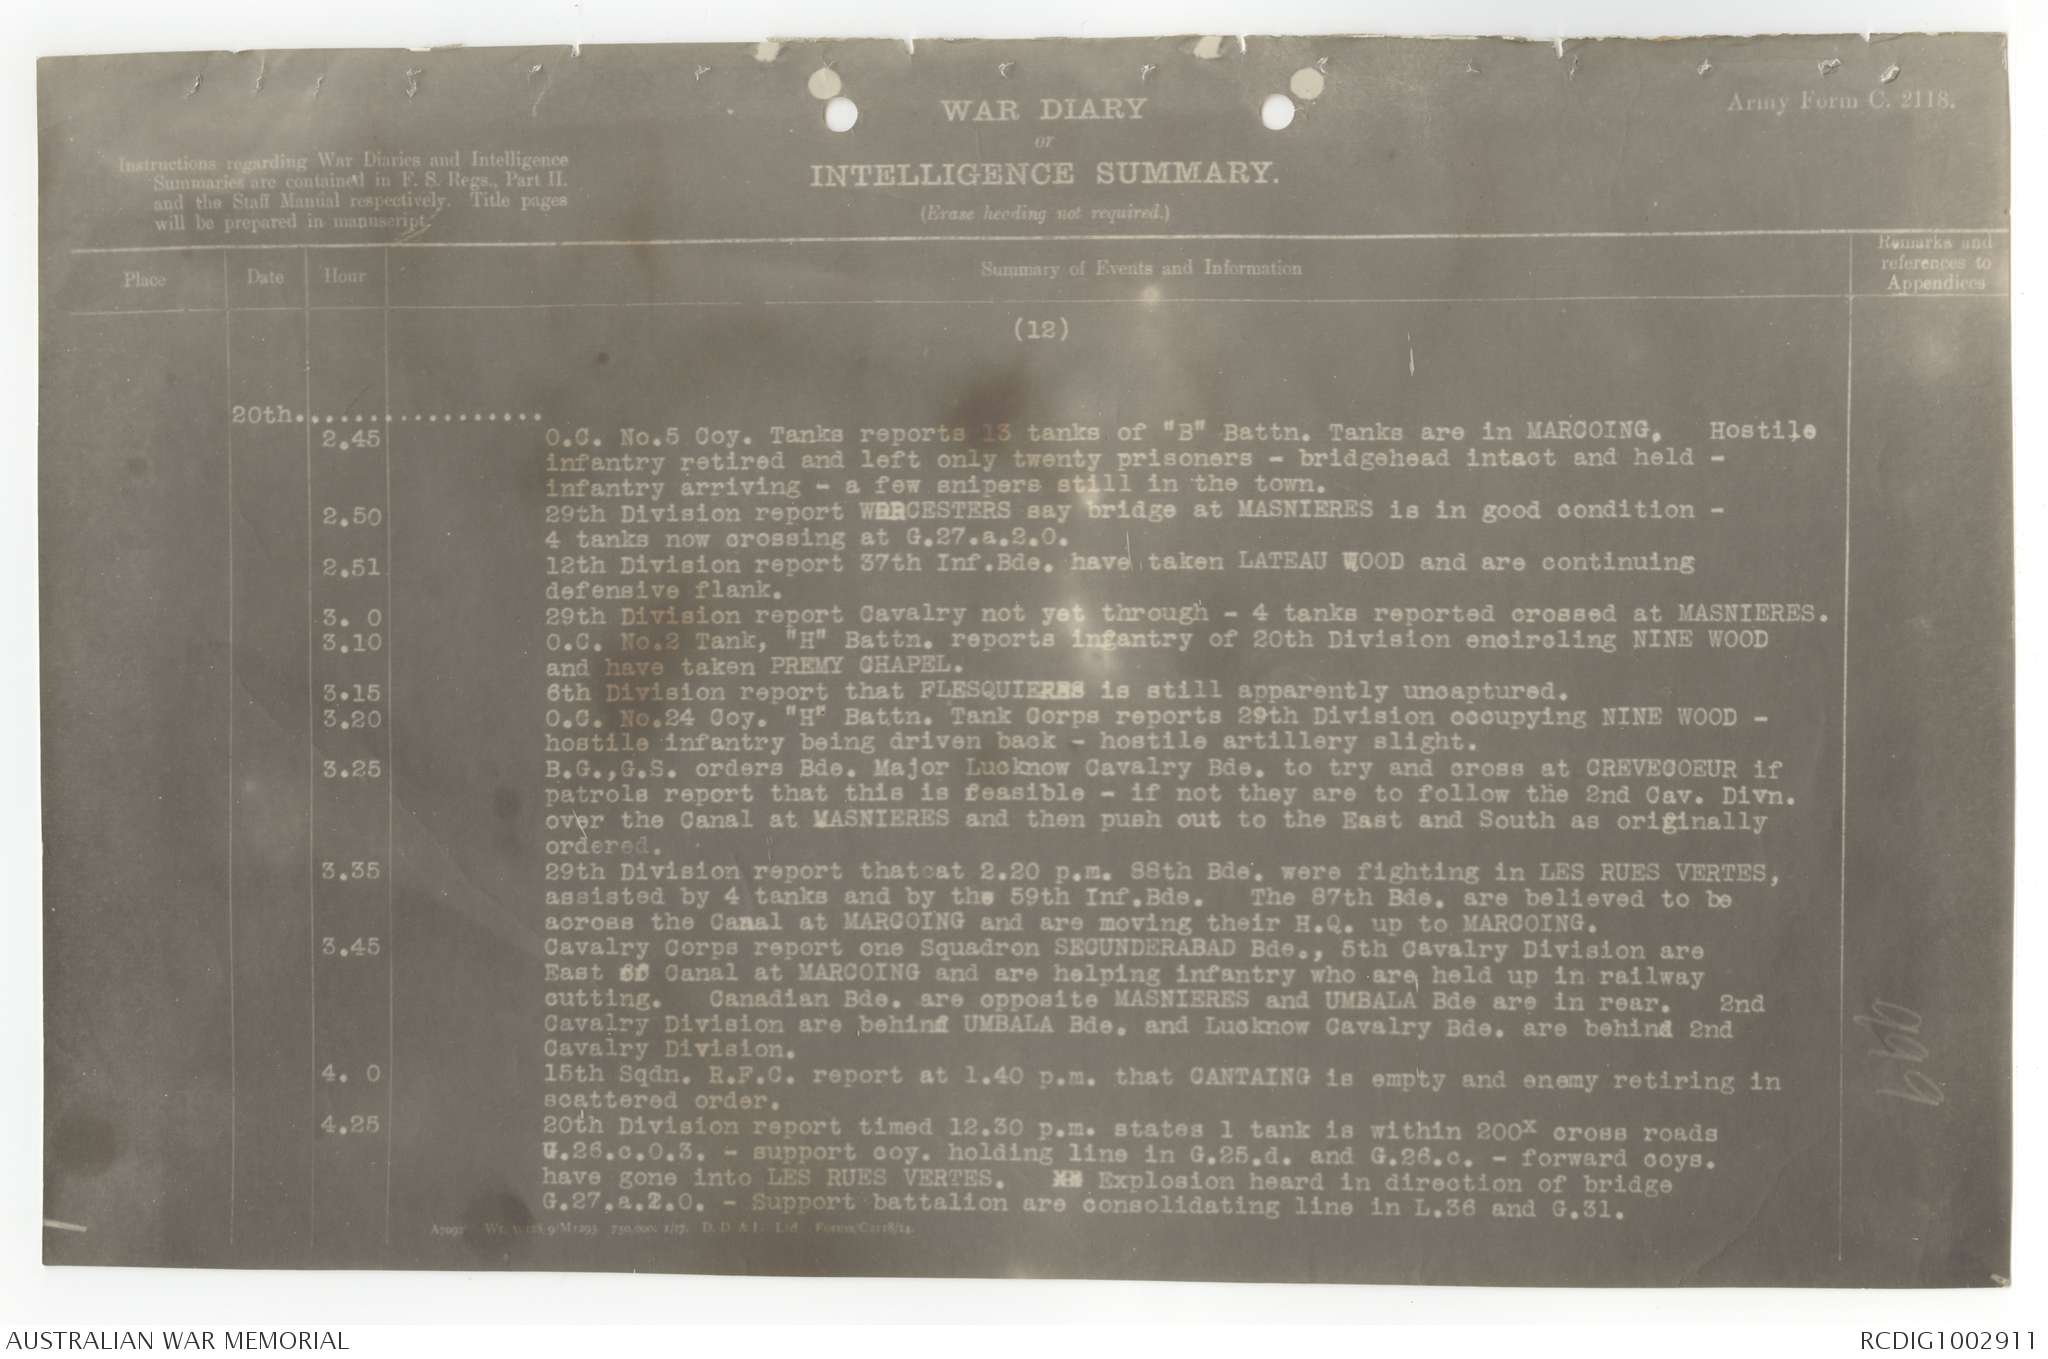 WAR DIARY
or
INTELLIGENCE SUMMARY.
(Erase heading not required.)
Army Form C. 2118.
Instructions regarding War Diaries and Intelligence
Summaries are contained in F. S. Regs., Part II.
and the Staff Manual respectively. Title pages
will be prepared in manuscript.
Place
Date
Hour
Summary of Events and Information
Remarks and
references to
Appendices
(12)
20th..................
2.45 O.C. No.5 Coy. Tanks reports 13 tanks of "B" Battn. Tanks are in MARCOING. Hostile
infantry retired and left only twenty prisoners - bridgehead intact and held -
infantry arriving - a few snipers still in the town.
2.50 29th Division report WORCESTERS say bridge at MASNIERES is in good condition -
4 tanks now crossing at G.27.a.2.0.
2.51 12th Division report 37th Inf.Bde. have taken LATEAU WOOD and are continuing
defensive flank.
3. 0 29th Division report Cavalry not yet through - 4 tanks reported crossed at MASNIERES.
3.10 O.C. No.2 Tank, "H" Battn. reports infantry of 20th Division encircling NINE WOOD
and have taken PREMY CHAPEL.
3.15 6th Division report that FLESQUIERES is still apparently uncaptured.
3.20 O.C. No.24 Coy. "H" Battn. Tank Corps reports 29th Division occupying NINE WOOD -
hostile infantry being driven back - hostile artillery slight.
3.25 B.G.,G.S. orders Bde. Major Lucknow Cavalry Bde. to try and cross at CREVECOEUR if
patrols report that this is feasible - if not they are to follow the 2nd Cav. Divn.
over the Canal at MASNIERES and then push out to the East and South as originally
ordered.
3.35 29th Division report that at 2.20 p.m. 88th Bde. were fighting in LES RUES VERTES,
assisted by 4 tanks and by the 59th Inf.Bde. The 87th Bde. are believed to be
across the Canal at MARCOING and are moving their H.Q. up to MARCOING.
3.45 Cavalry Corps report one Squadron SECUNDERABAD Bde., 5th Cavalry Division are
East of Canal at MARCOING and are helping infantry who are held up in railway
cutting. Canadian Bde. are opposite MASNIERES and UMBALA Bde are in rear. 2nd
Cavalry Division are behind UMBALA Bde. and Lucknow Cavalry Bde. are behind 2nd
Cavalry Division.
4. 0 15th Sqdn. R.F.C. report at 1.40 p.m. that CANTAING is empty and enemy retiring in
scattered order.
4.25 20th Division report timed 12.30 p.m. states 1 tank is within 200x cross roads
G.26.c.0.3. - support coy. holding line in G.25.d. and G.26.c. - forward coys.
have gone into LES RUES VERTES. Explosion heard in direction of bridge
G.27.a.2.0. - Support battalion are consolidating line in L.36 and G.31.
D. D. & L. Ltd.
AUSTRALIAN WAR MEMORIAL
RCDIG1002911